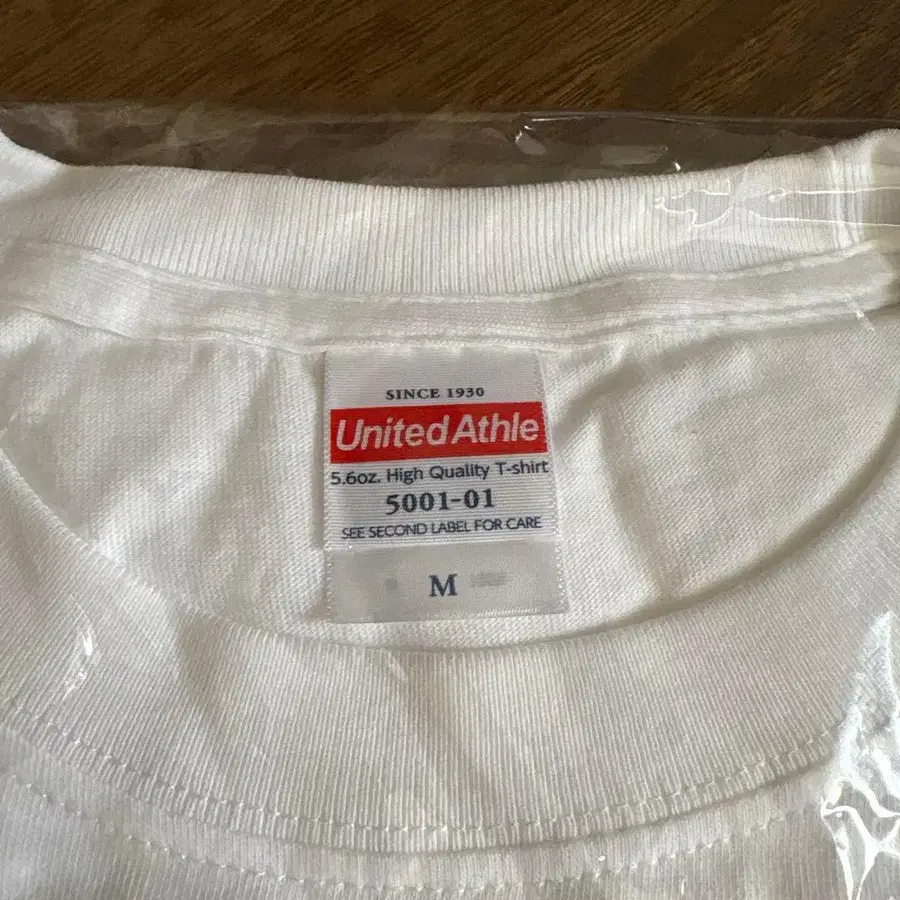 SINCE 1930
United Athle
5.6oz. High Quality T-shirt
5001-01
SEE SECOND LABEL FOR CARE
M